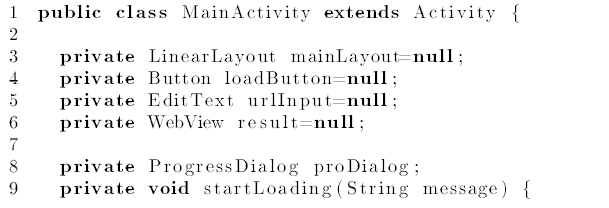 1 public class MainActivity extends Activity {
2
3 private LinearLayout mainLayout=null;
4 private Button loadButton=null;
5 private EditText urlInput=null;
6 private WebView result=null;
7
8 private ProgressDialog proDialog;
9 private void startLoading(String message) {